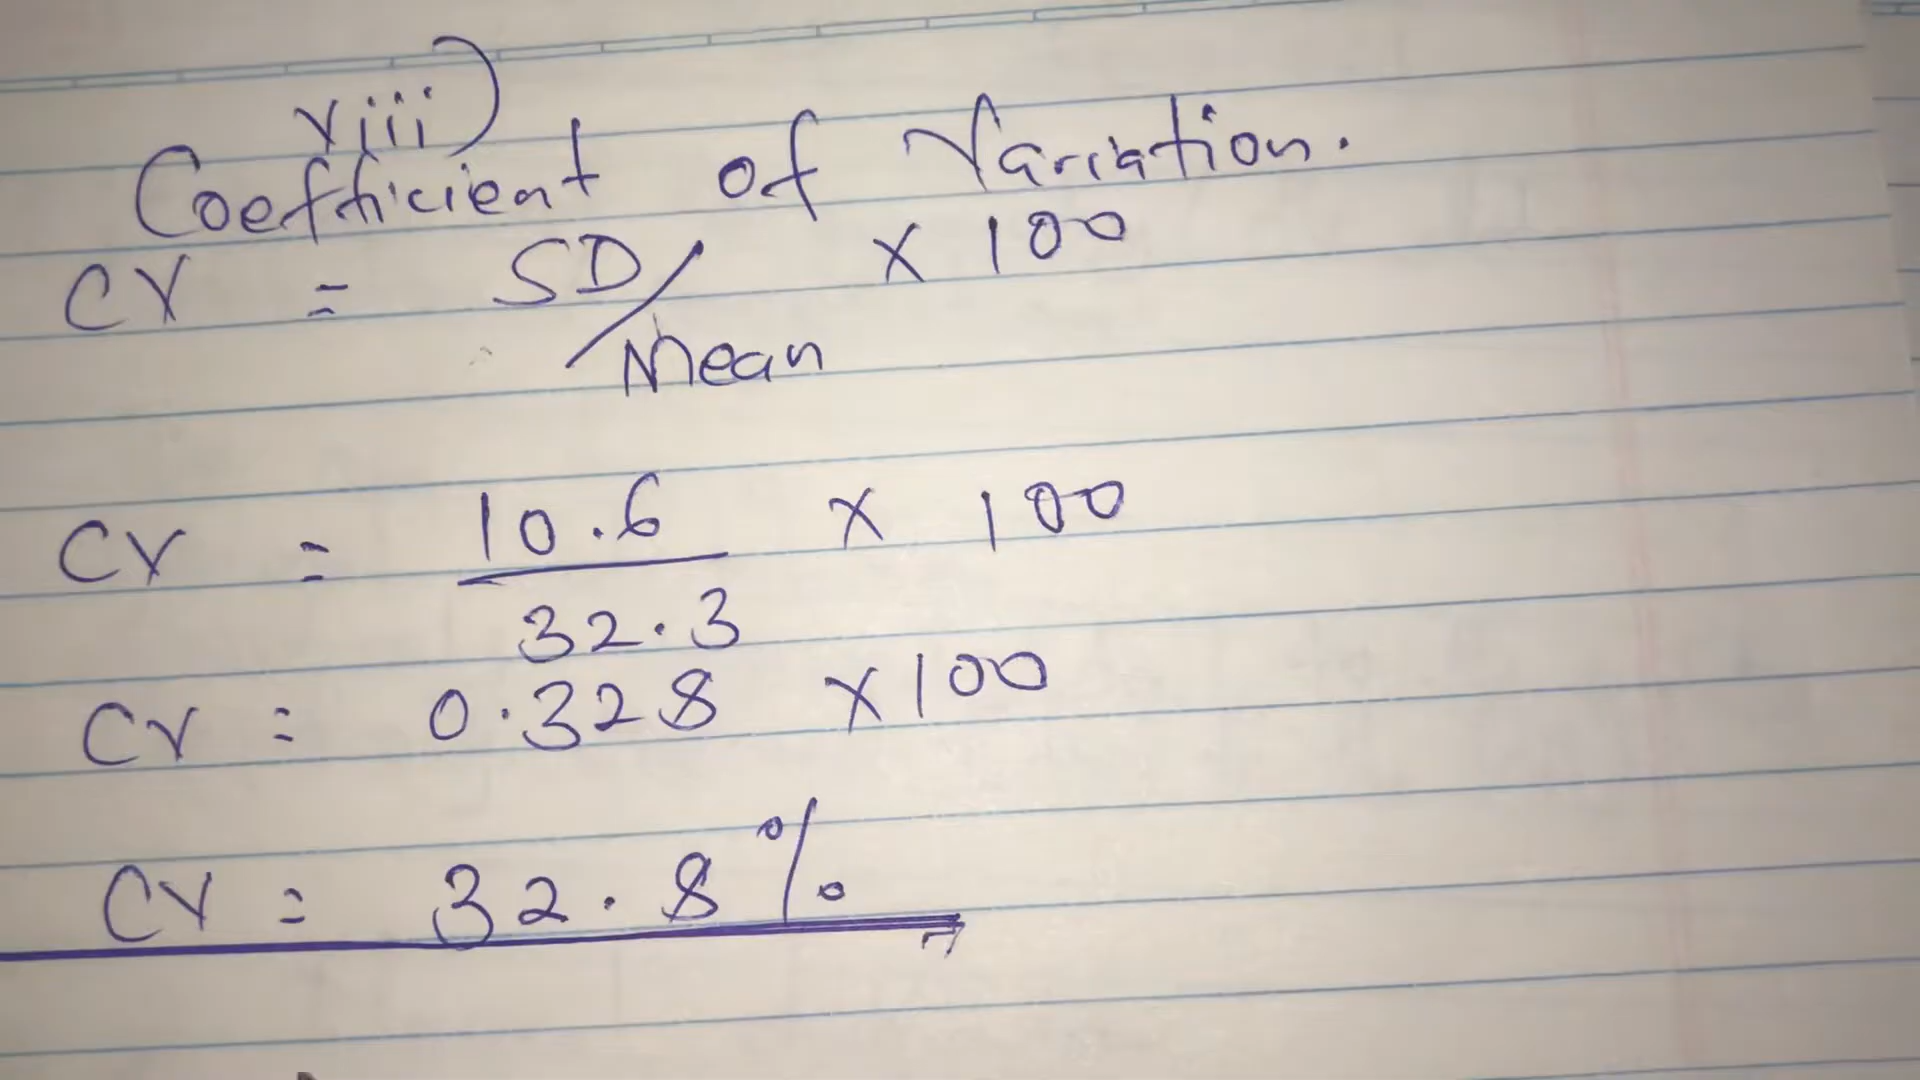 viii)
Coefficient of Variation.
CV = SD/Mean × 100
CV = 10.6/32.3 × 100
CV = 0.328 × 100
CV = 32.8%